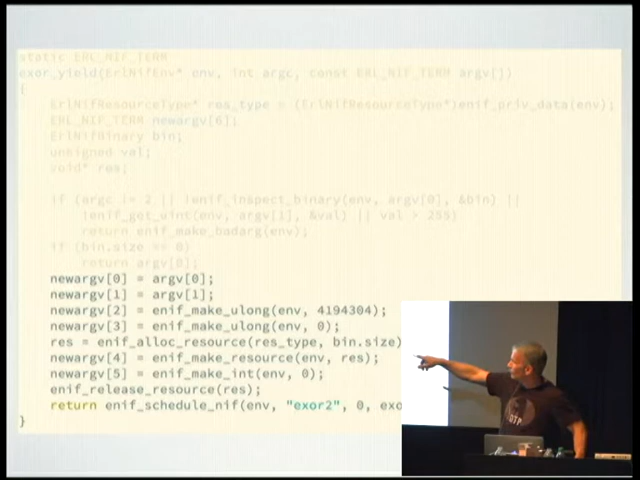 static ERL_NIF_TERM
exor_yield(ErlNifEnv* env, int argc, const ERL_NIF_TERM argv[])
{
ErlNifResourceType* res_type = (ErlNifResourceType*)enif_priv_data(env);
ERL_NIF_TERM newargv[6];
ErlNifBinary bin;
unsigned val;
void* res;
if (argc != 2 || !enif_inspect_binary(env, argv[0], &bin) ||
!enif_get_uint(env, argv[1], &val) || val > 255)
return enif_make_badarg(env);
if (bin.size == 0)
return argv[0];
newargv[0] = argv[0];
newargv[1] = argv[1];
newargv[2] = enif_make_ulong(env, 4194304);
newargv[3] = enif_make_ulong(env, 0);
res = enif_alloc_resource(res_type, bin.size)
newargv[4] = enif_make_resource(env, res);
newargv[5] = enif_make_int(env, 0);
enif_release_resource(res);
return enif_schedule_nif(env, "exor2", 0, exo
}
OTP